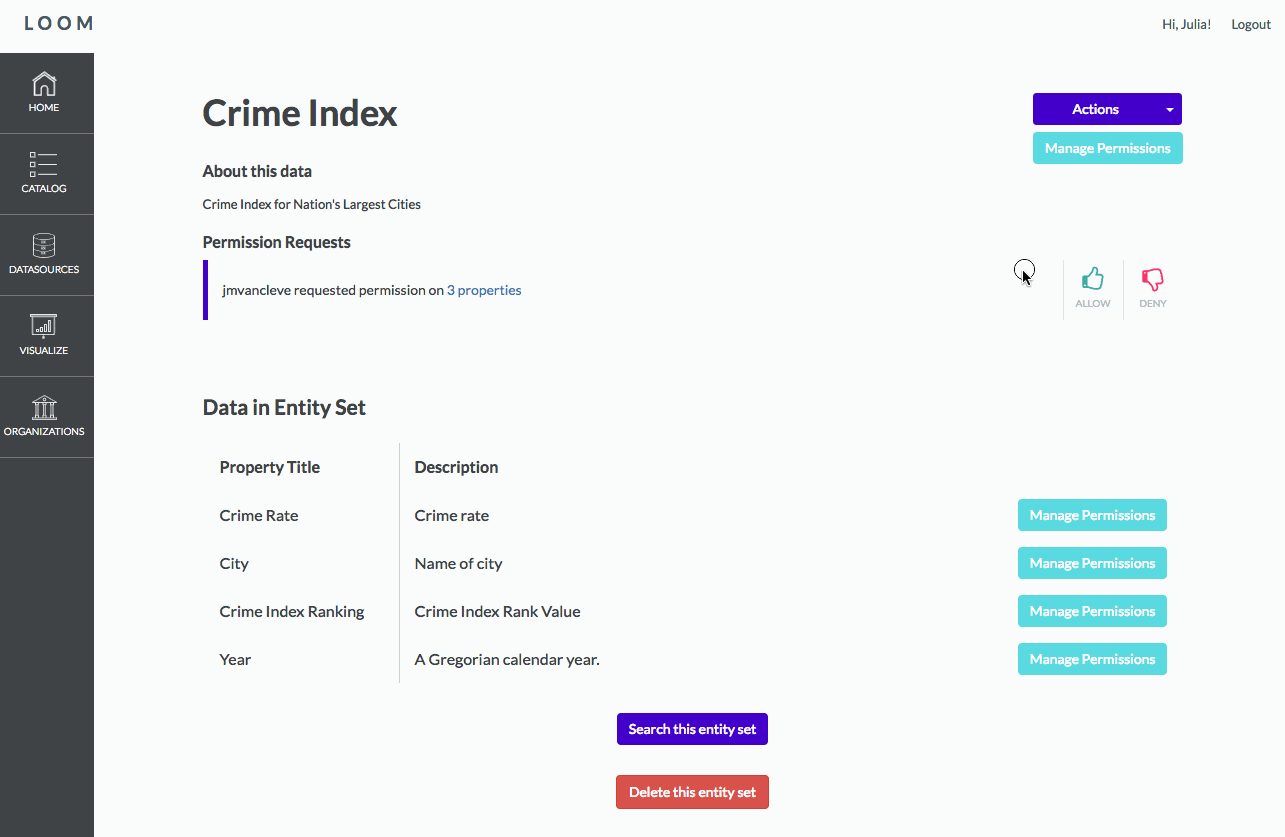 LOOM
Hi, Julia! Logout
HOME
CATALOG
DATASOURCES
VISUALIZE
ORGANIZATIONS
Crime Index
Actions
Manage Permissions
About this data
Crime Index for Nation's Largest Cities
Permission Requests
jmvancleve requested permission on 3 properties
ALLOW DENY
Data in Entity Set
Property Title Description
Crime Rate Crime rate Manage Permissions
City Name of city Manage Permissions
Crime Index Ranking Crime Index Rank Value Manage Permissions
Year A Gregorian calendar year. Manage Permissions
Search this entity set
Delete this entity set